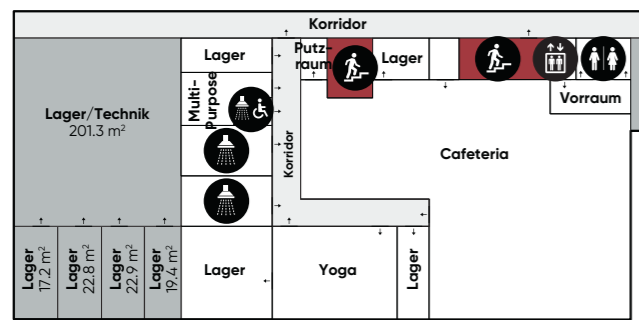 Korridor
Lager
Putz-
raum
Lager
Multi-
Purpose
Lager/Technik
201.3 m²
Vorraum
Cafeteria
Korridor
Lager
17.2 m²
Lager
22.8 m²
Lager
22.9 m²
Lager
19.4 m²
Lager
Yoga
Lager